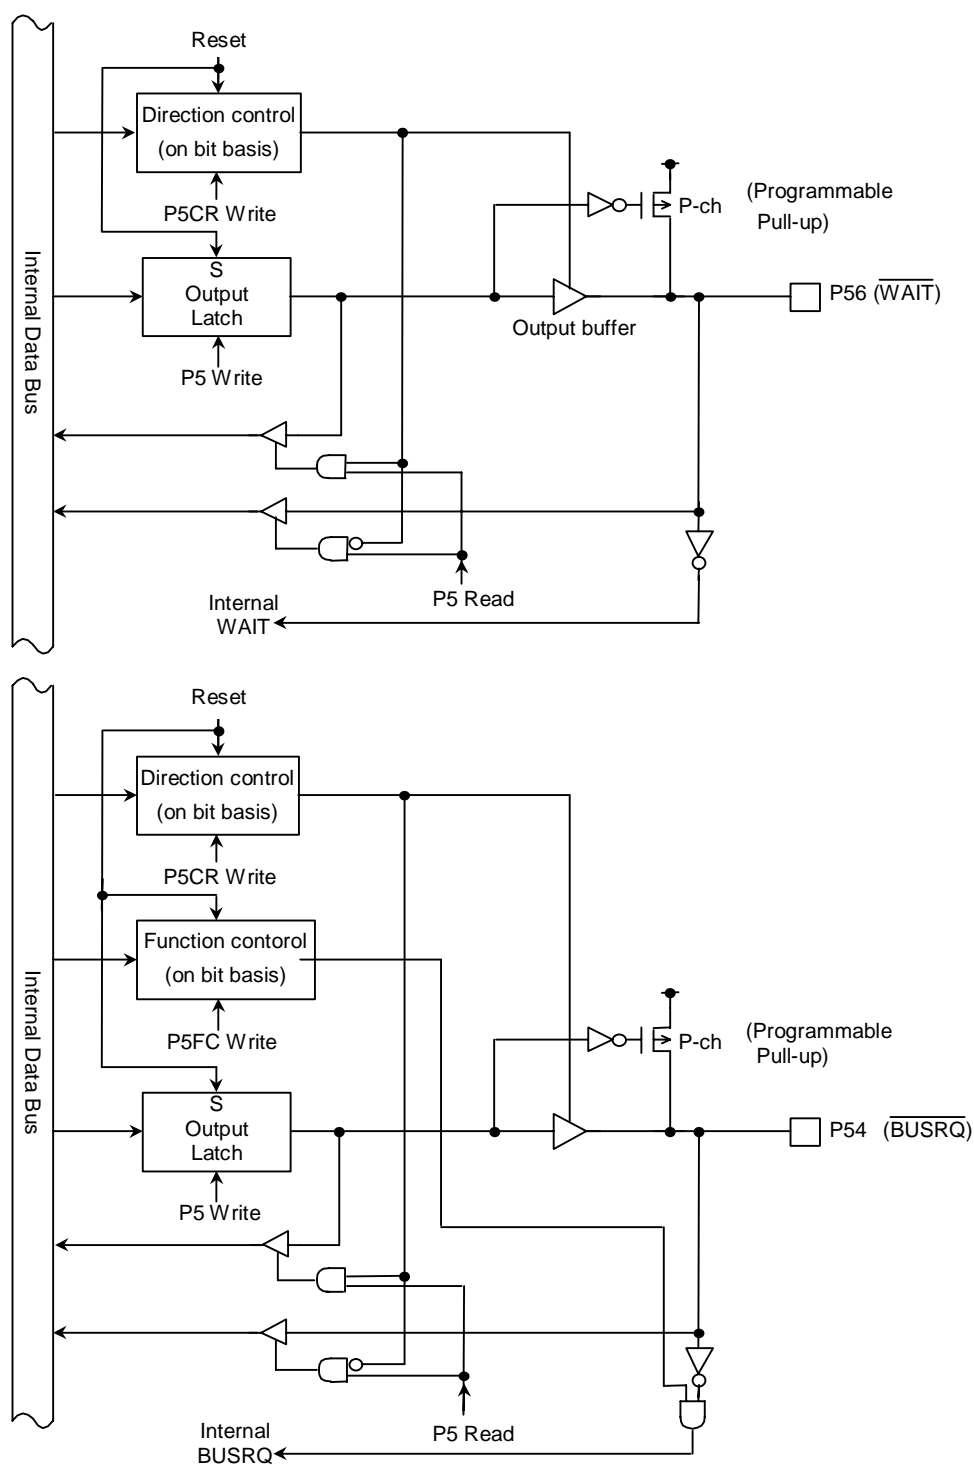 Reset
Direction control
(on bit basis)
P5CR Write
P-ch
(Programmable
Pull-up)
Internal Data Bus
S
Output
Latch
P56 (WAIT)
Output buffer
P5 Write
P5 Read
Internal
WAIT
Reset
Direction control
(on bit basis)
P5CR Write
Function contorol
(on bit basis)
Internal Data Bus
P5FC Write
P-ch
(Programmable
Pull-up)
S
Output
Latch
P54 (BUSRQ)
P5 Write
P5 Read
Internal
BUSRQ